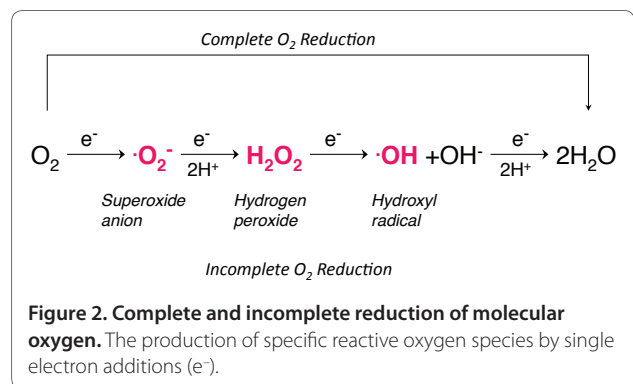 Complete O₂ Reduction
e⁻ e⁻ e⁻ e⁻
O₂ ·O₂⁻ H₂O₂ ·OH +OH⁻ 2H₂O
2H⁺ 2H⁺
Superoxide anion
Hydrogen peroxide
Hydroxyl radical
Incomplete O₂ Reduction
Figure 2. Complete and incomplete reduction of molecular
oxygen. The production of specific reactive oxygen species by single
electron additions (e⁻).